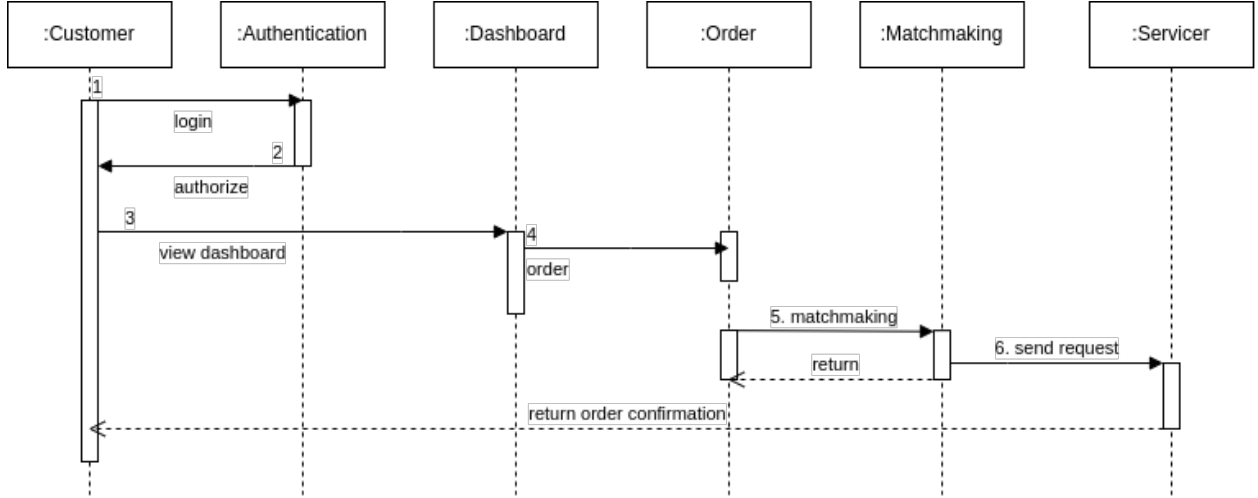 :Customer
:Authentication
:Dashboard
:Order
:Matchmaking
:Servicer
1
login
2
authorize
3
view dashboard
4
order
5. matchmaking
6. send request
return
return order confirmation